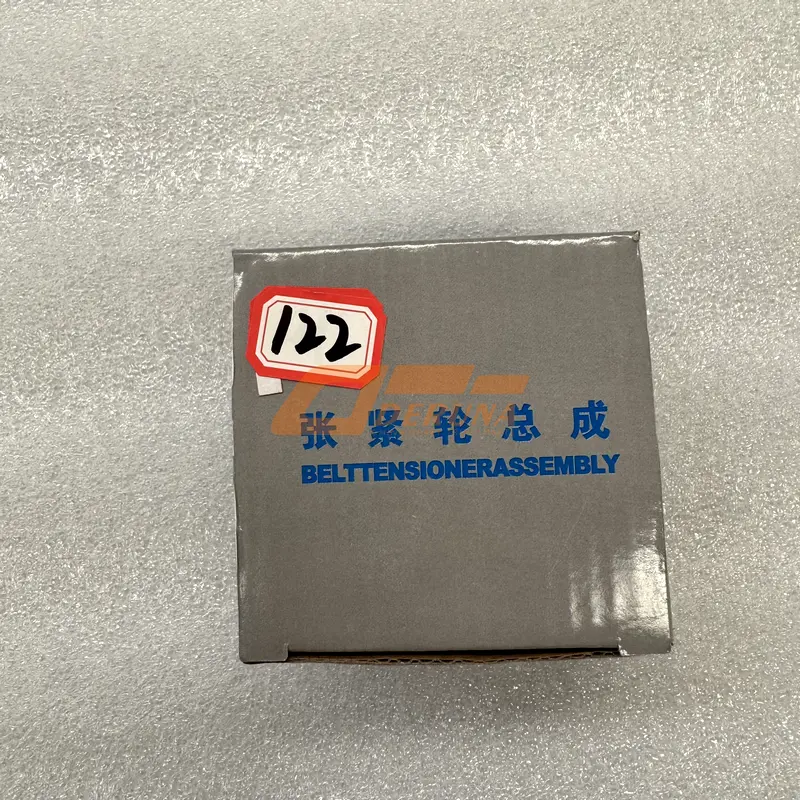 122
张紧轮总成
BELTTENSIONERASSEMBLY